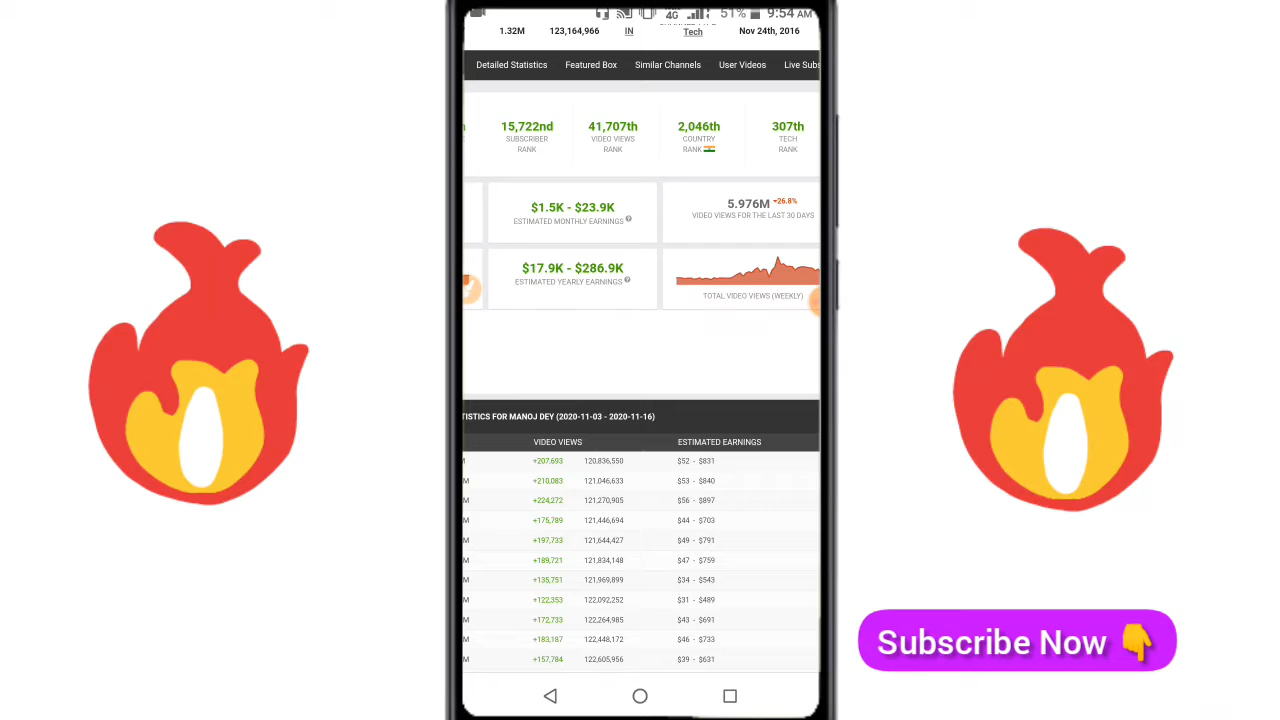 4G 51% 9:54 AM
1.32M 123,164,966 IN Tech Nov 24th, 2016
Detailed Statistics Featured Box Similar Channels User Videos Live Subs
15,722nd 41,707th 2,046th 307th
SUBSCRIBER VIDEO VIEWS COUNTRY TECH
RANK RANK RANK RANK
$1.5K - $23.9K 5.976M -26.8%
ESTIMATED MONTHLY EARNINGS VIDEO VIEWS FOR THE LAST 30 DAYS
$17.9K - $286.9K
ESTIMATED YEARLY EARNINGS
TOTAL VIDEO VIEWS (WEEKLY)
TISTICS FOR MANOJ DEY (2020-11-03 - 2020-11-16)
VIDEO VIEWS ESTIMATED EARNINGS
M +207,693 120,836,550 $52 - $831
M +210,083 121,046,633 $53 - $840
M +224,272 121,270,905 $56 - $897
M +175,789 121,446,694 $44 - $703
M +197,733 121,644,427 $49 - $791
M +189,721 121,834,148 $47 - $759
M +135,751 121,969,899 $34 - $543
M +122,353 122,092,252 $31 - $489
M +172,733 122,264,985 $43 - $691
M +183,187 122,448,172 $46 - $733
M +157,784 122,605,956 $39 - $631
Subscribe Now 👇